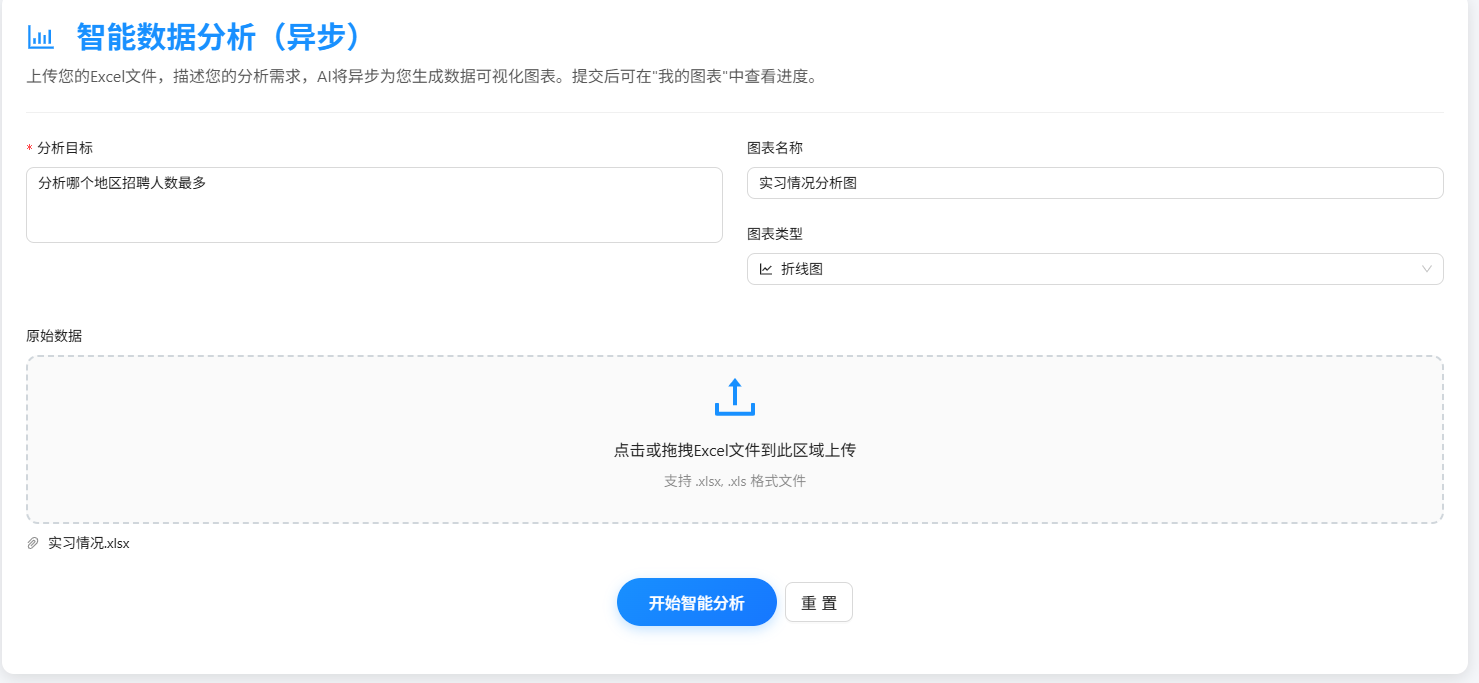 智能数据分析（异步）
上传您的Excel文件，描述您的分析需求，AI将异步为您生成数据可视化图表。提交后可在"我的图表"中查看进度。
* 分析目标
分析哪个地区招聘人数最多
图表名称
实习情况分析图
图表类型
折线图
原始数据
点击或拖拽Excel文件到此区域上传
支持 .xlsx, .xls 格式文件
实习情况.xlsx
开始智能分析
重 置